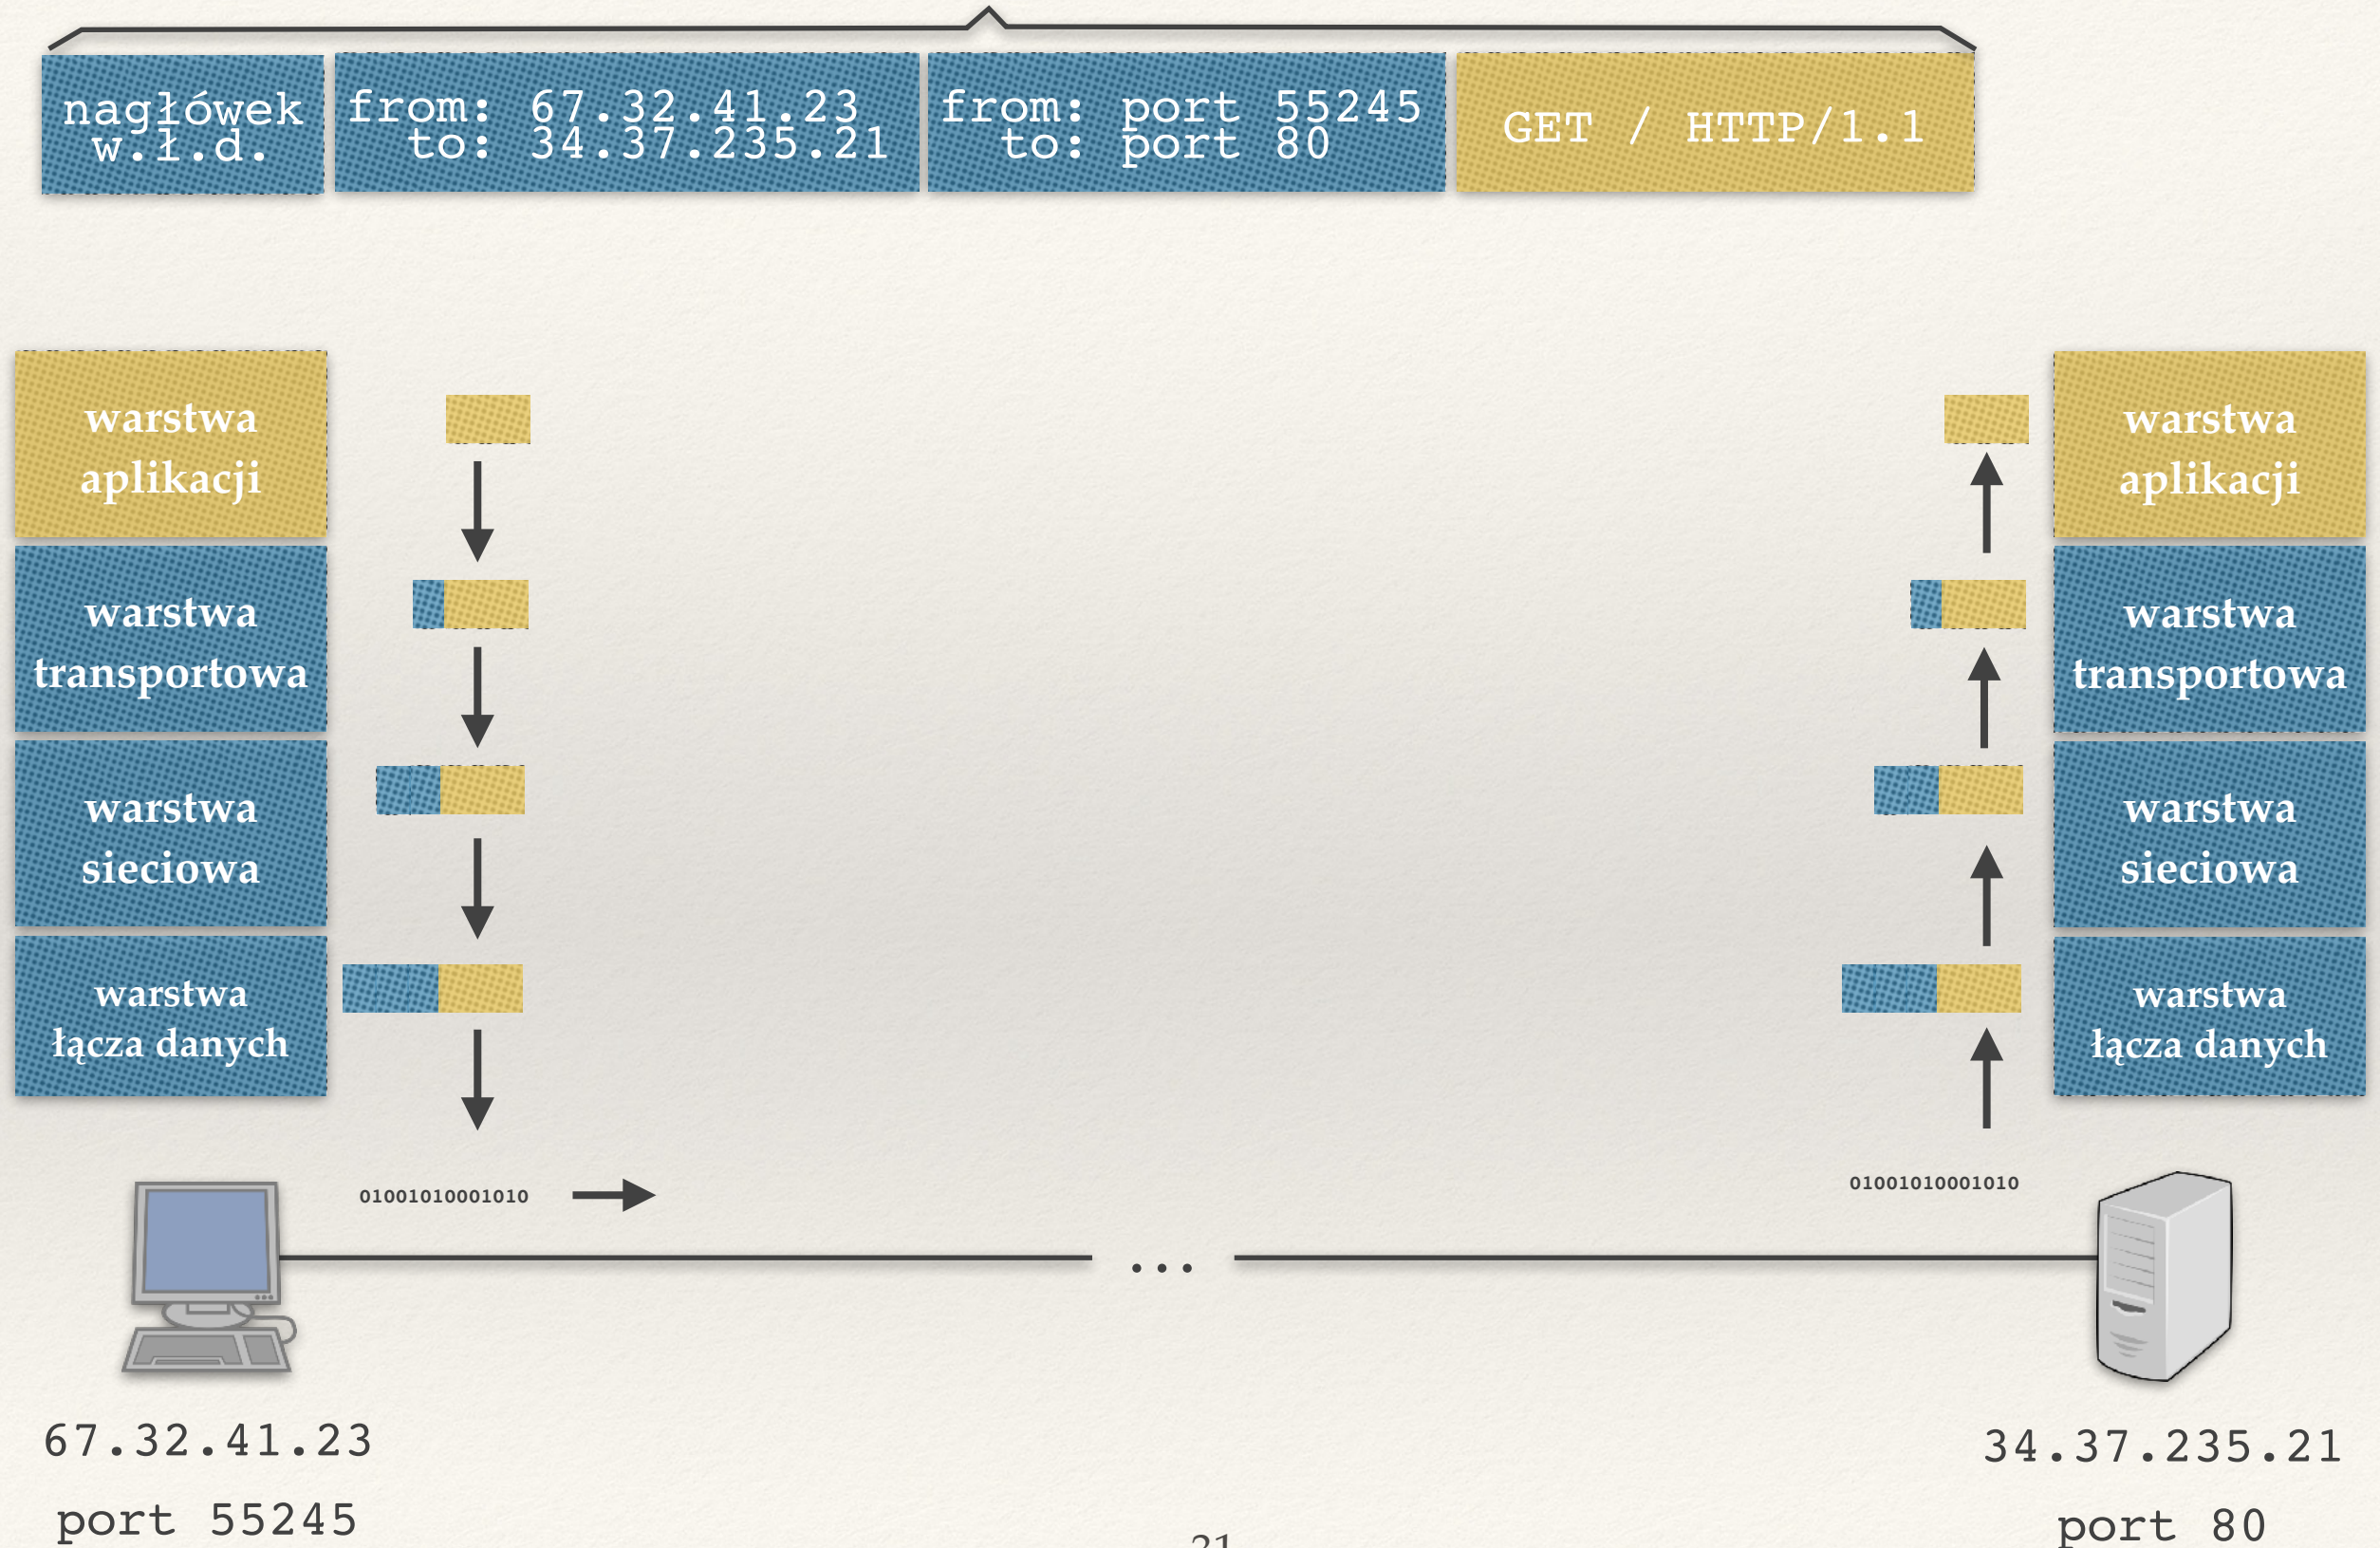 nagłówek
w.ł.d.
from: 67.32.41.23
to: 34.37.235.21
from: port 55245
to: port 80
GET / HTTP/1.1
warstwa
aplikacji
warstwa
transportowa
warstwa
sieciowa
warstwa
łącza danych
warstwa
aplikacji
warstwa
transportowa
warstwa
sieciowa
warstwa
łącza danych
01001010001010
01001010001010
...
67.32.41.23
port 55245
34.37.235.21
port 80
21